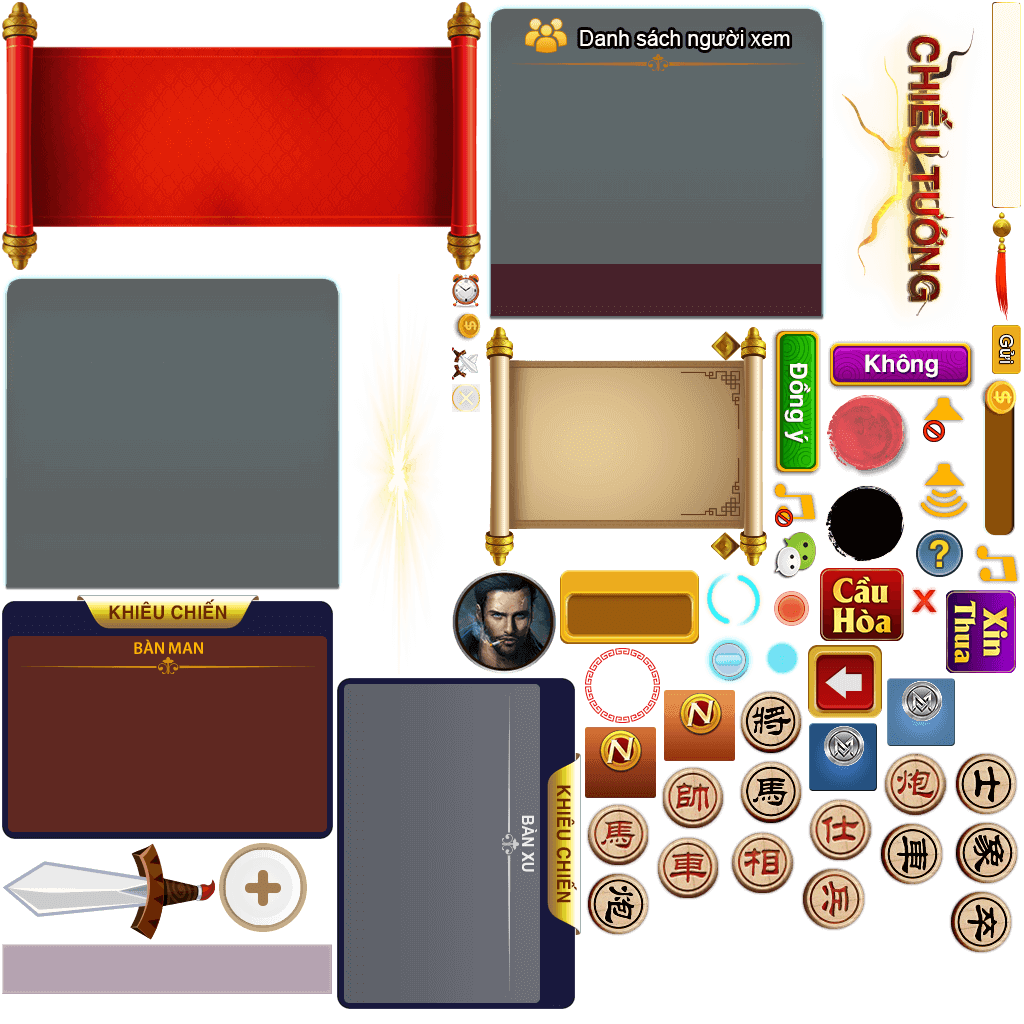 Danh sách người xem
CHIẾU TƯỚNG
Gửi
Đồng ý
Không
KHIÊU CHIẾN
BÀN MAN
Cầu
Hòa
Xin
Thua
KHIÊU CHIẾN
BÀN XU
N
N
M
M
將
帥
馬
炮
士
馬
仕
車
象
車
相
炮
兵
卒